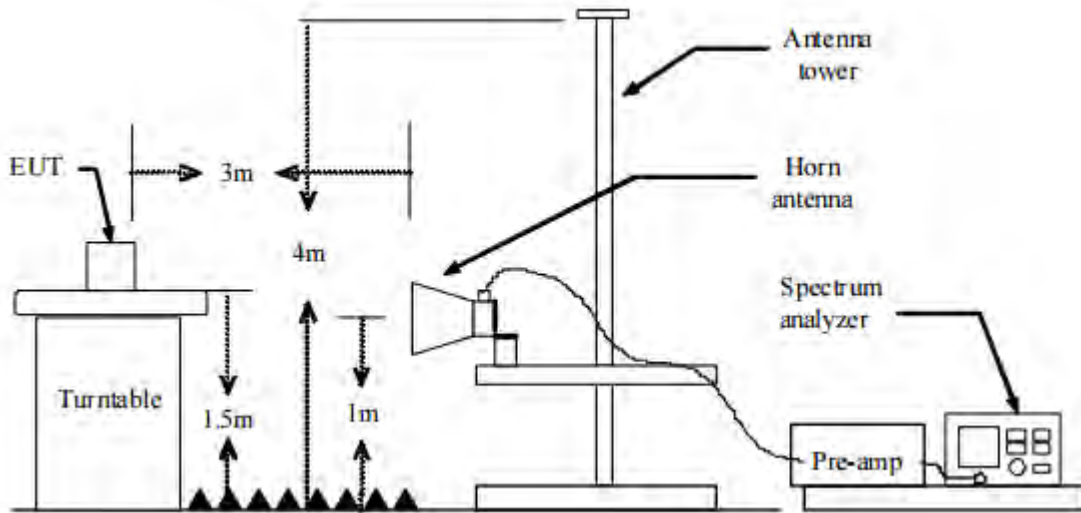 Antenna
tower
EUT
3m
Horn
antenna
4m
Spectrum
analyzer
Turntable
1.5m
1m
Pre-amp